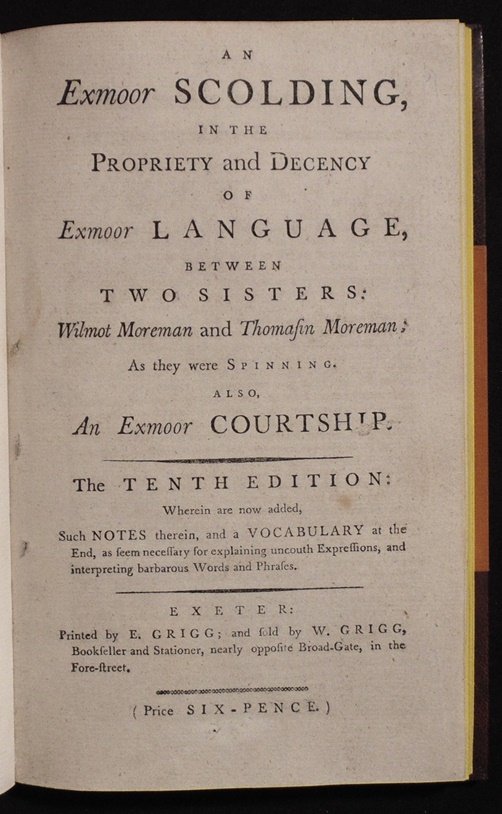 AN
Exmoor SCOLDING,
IN THE
PROPRIETY and DECENCY
OF
Exmoor LANGUAGE,
BETWEEN
TWO SISTERS:
Wilmot Moreman and Thomaſin Moreman;
As they were SPINNING.
ALSO,
An Exmoor COURTSHIP.
The TENTH EDITION:
Wherein are now added,
Such NOTES therein, and a VOCABULARY at the
End, as ſeem neceſſary for explaining uncouth Expreſſions, and
interpreting barbarous Words and Phraſes.
EXETER:
Printed by E. GRIGG; and ſold by W. GRIGG,
Bookſeller and Stationer, nearly oppoſite Broad-Gate, in the
Fore-ſtreet.
(Price SIX-PENCE.)